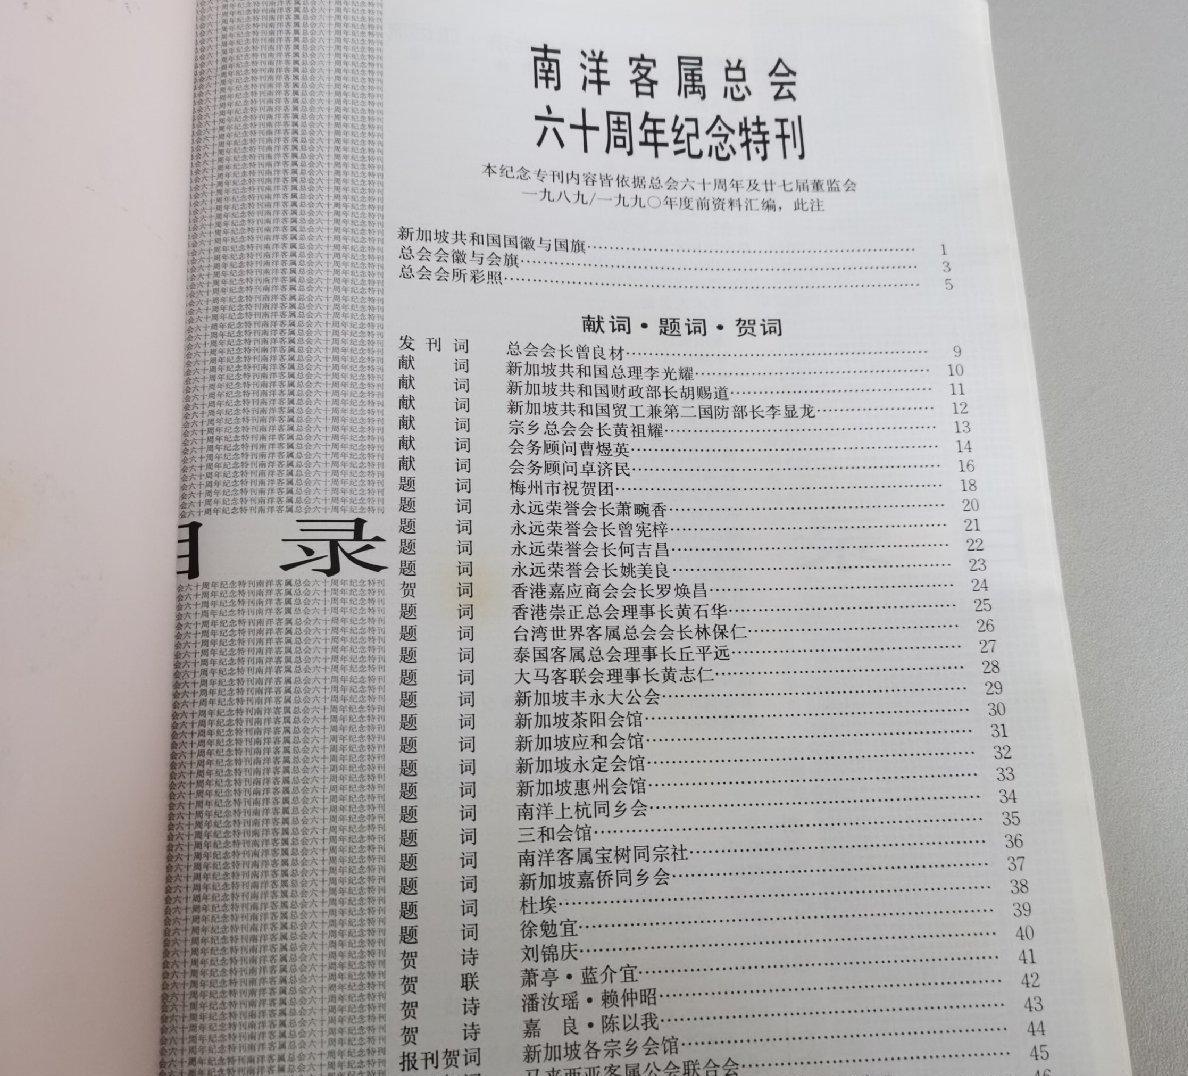 南洋客属总会
六十周年纪念特刊
本纪念专刊内容皆依据总会六十周年及廿七届董监会
一九八九/一九九〇年度前资料汇编，此注
目录
新加坡共和国国徽与国旗……1
总会会徽与会旗……3
总会会所彩照……5
献词·题词·贺词
发刊词 总会会长曾良材……9
献词 新加坡共和国总理李光耀……10
献词 新加坡共和国财政部长胡赐道……11
献词 新加坡共和国贸工兼第二国防部长李显龙……12
献词 宗乡总会会长黄祖耀……13
献词 会务顾问曹煜英……14
献词 会务顾问卓济民……16
题词 梅州市祝贺团……18
题词 永远荣誉会长萧畹香……20
题词 永远荣誉会长曾宪梓……21
题词 永远荣誉会长何吉昌……22
题词 永远荣誉会长姚美良……23
贺词 香港嘉应商会会长罗焕昌……24
题词 香港崇正总会理事长黄石华……25
题词 台湾世界客属总会会长林保仁……26
题词 泰国客属总会理事长丘平远……27
题词 大马客联会理事长黄志仁……28
题词 新加坡丰永大公会……29
题词 新加坡茶阳会馆……30
题词 新加坡应和会馆……31
题词 新加坡永定会馆……32
题词 新加坡惠州会馆……33
题词 南洋上杭同乡会……34
题词 三和会馆……35
题词 南洋客属宝树同宗社……36
题词 新加坡嘉侨同乡会……37
题词 杜埃……38
题词 徐勉宜……39
贺诗 刘锦庆……40
贺联 萧亭·蓝介宜……41
贺诗 潘汝瑶·赖仲昭……42
贺诗 嘉良·陈以我……43
报刊贺词 新加坡各宗乡会馆……44
马来西亚客属公会联合会……45
46